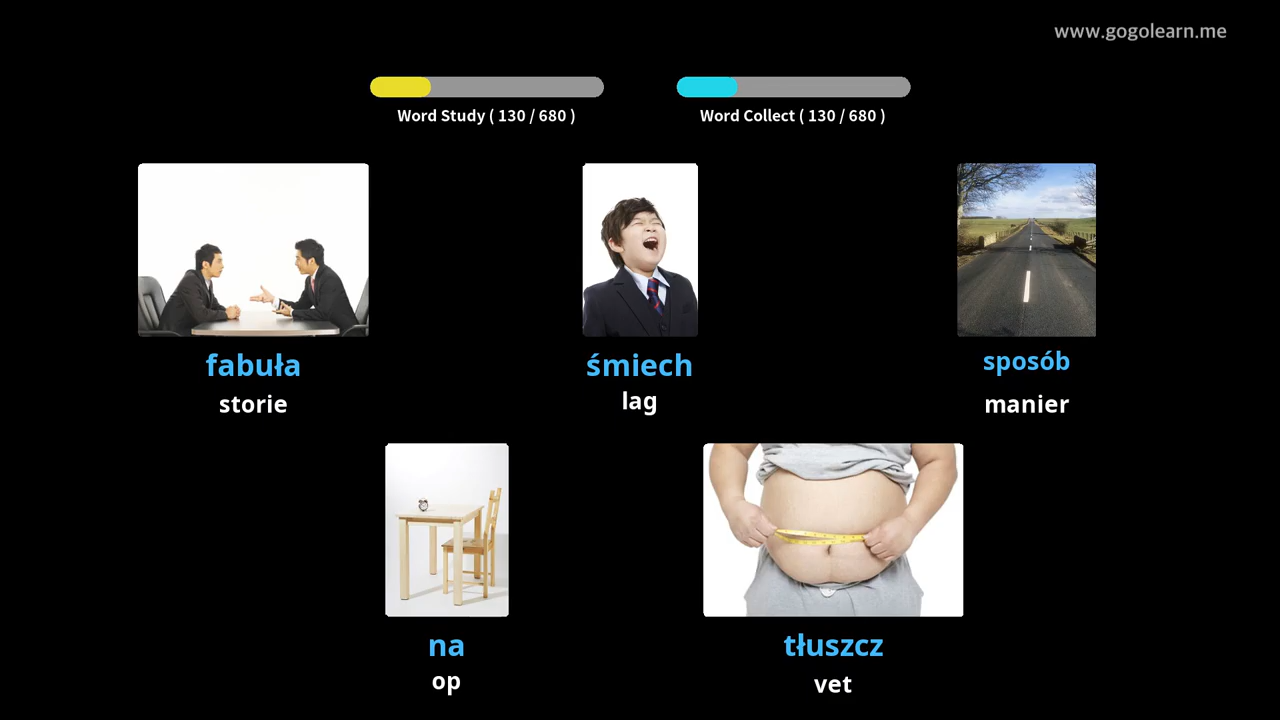 www.gogolearn.me
Word Study ( 130 / 680 )
Word Collect ( 130 / 680 )
fabuła
storie
śmiech
lag
sposób
manier
na
op
tłuszcz
vet